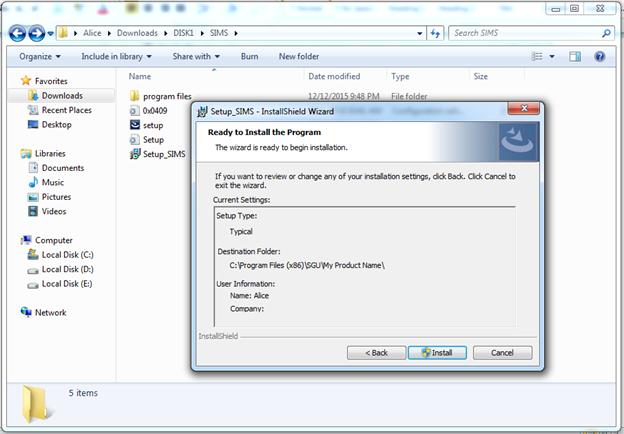 Alice ▸ Downloads ▸ DISK1 ▸ SIMS ▸
Search SIMS
Organize Include in library Share with Burn New folder
Name Date modified Type Size
Favorites
Downloads
Recent Places
Desktop
Libraries
Documents
Music
Pictures
Videos
Computer
Local Disk (C:)
Local Disk (D:)
Local Disk (E:)
Network
program files 12/12/2015 9:48 PM File folder
0x0409
setup
Setup
Setup_SIMS
Setup_SIMS - InstallShield Wizard
Ready to Install the Program
The wizard is ready to begin installation.
If you want to review or change any of your installation settings, click Back. Click Cancel to
exit the wizard.
Current Settings:
Setup Type:
Typical
Destination Folder:
C:\Program Files (x86)\SGU\My Product Name\
User Information:
Name: Alice
Company:
InstallShield
< Back Install Cancel
5 items